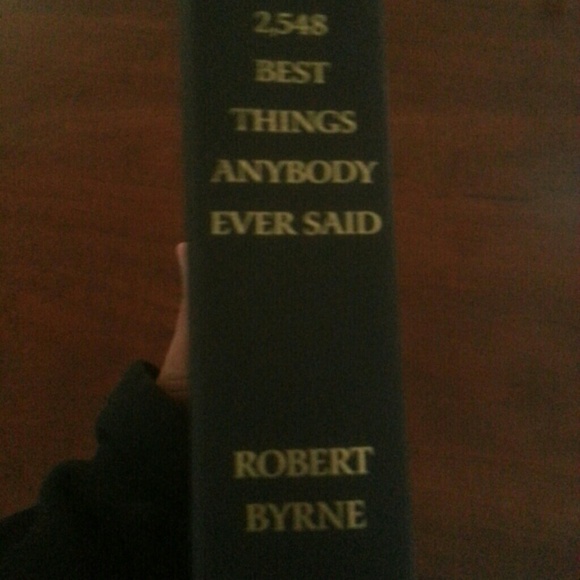 2,548
BEST
THINGS
ANYBODY
EVER SAID
ROBERT
BYRNE